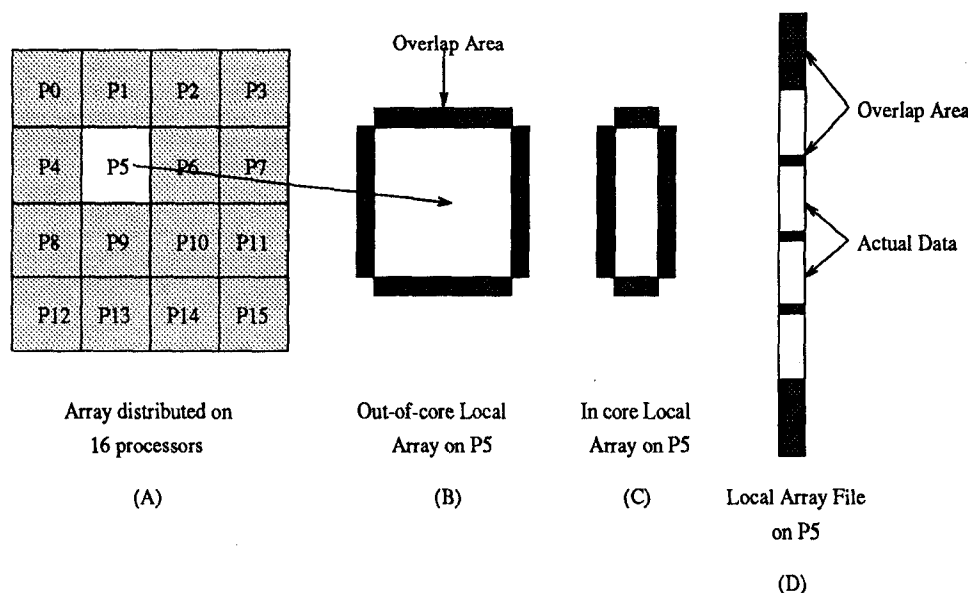 Overlap Area
P0 P1 P2 P3
P4 P5 P6 P7
P8 P9 P10 P11
P12 P13 P14 P15
Array distributed on
16 processors
(A)
Out-of-core Local
Array on P5
(B)
In core Local
Array on P5
(C)
Overlap Area
Actual Data
Local Array File
on P5
(D)